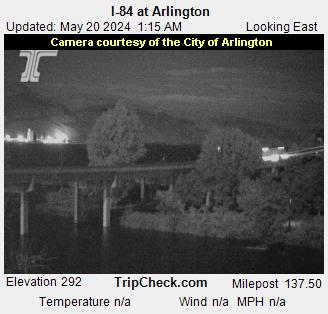 I-84 at Arlington
Updated: May 20 2024 1:15 AM Looking East
Camera courtesy of the City of Arlington
Elevation 292 TripCheck.com Milepost 137.50
Temperature n/a Wind n/a MPH n/a